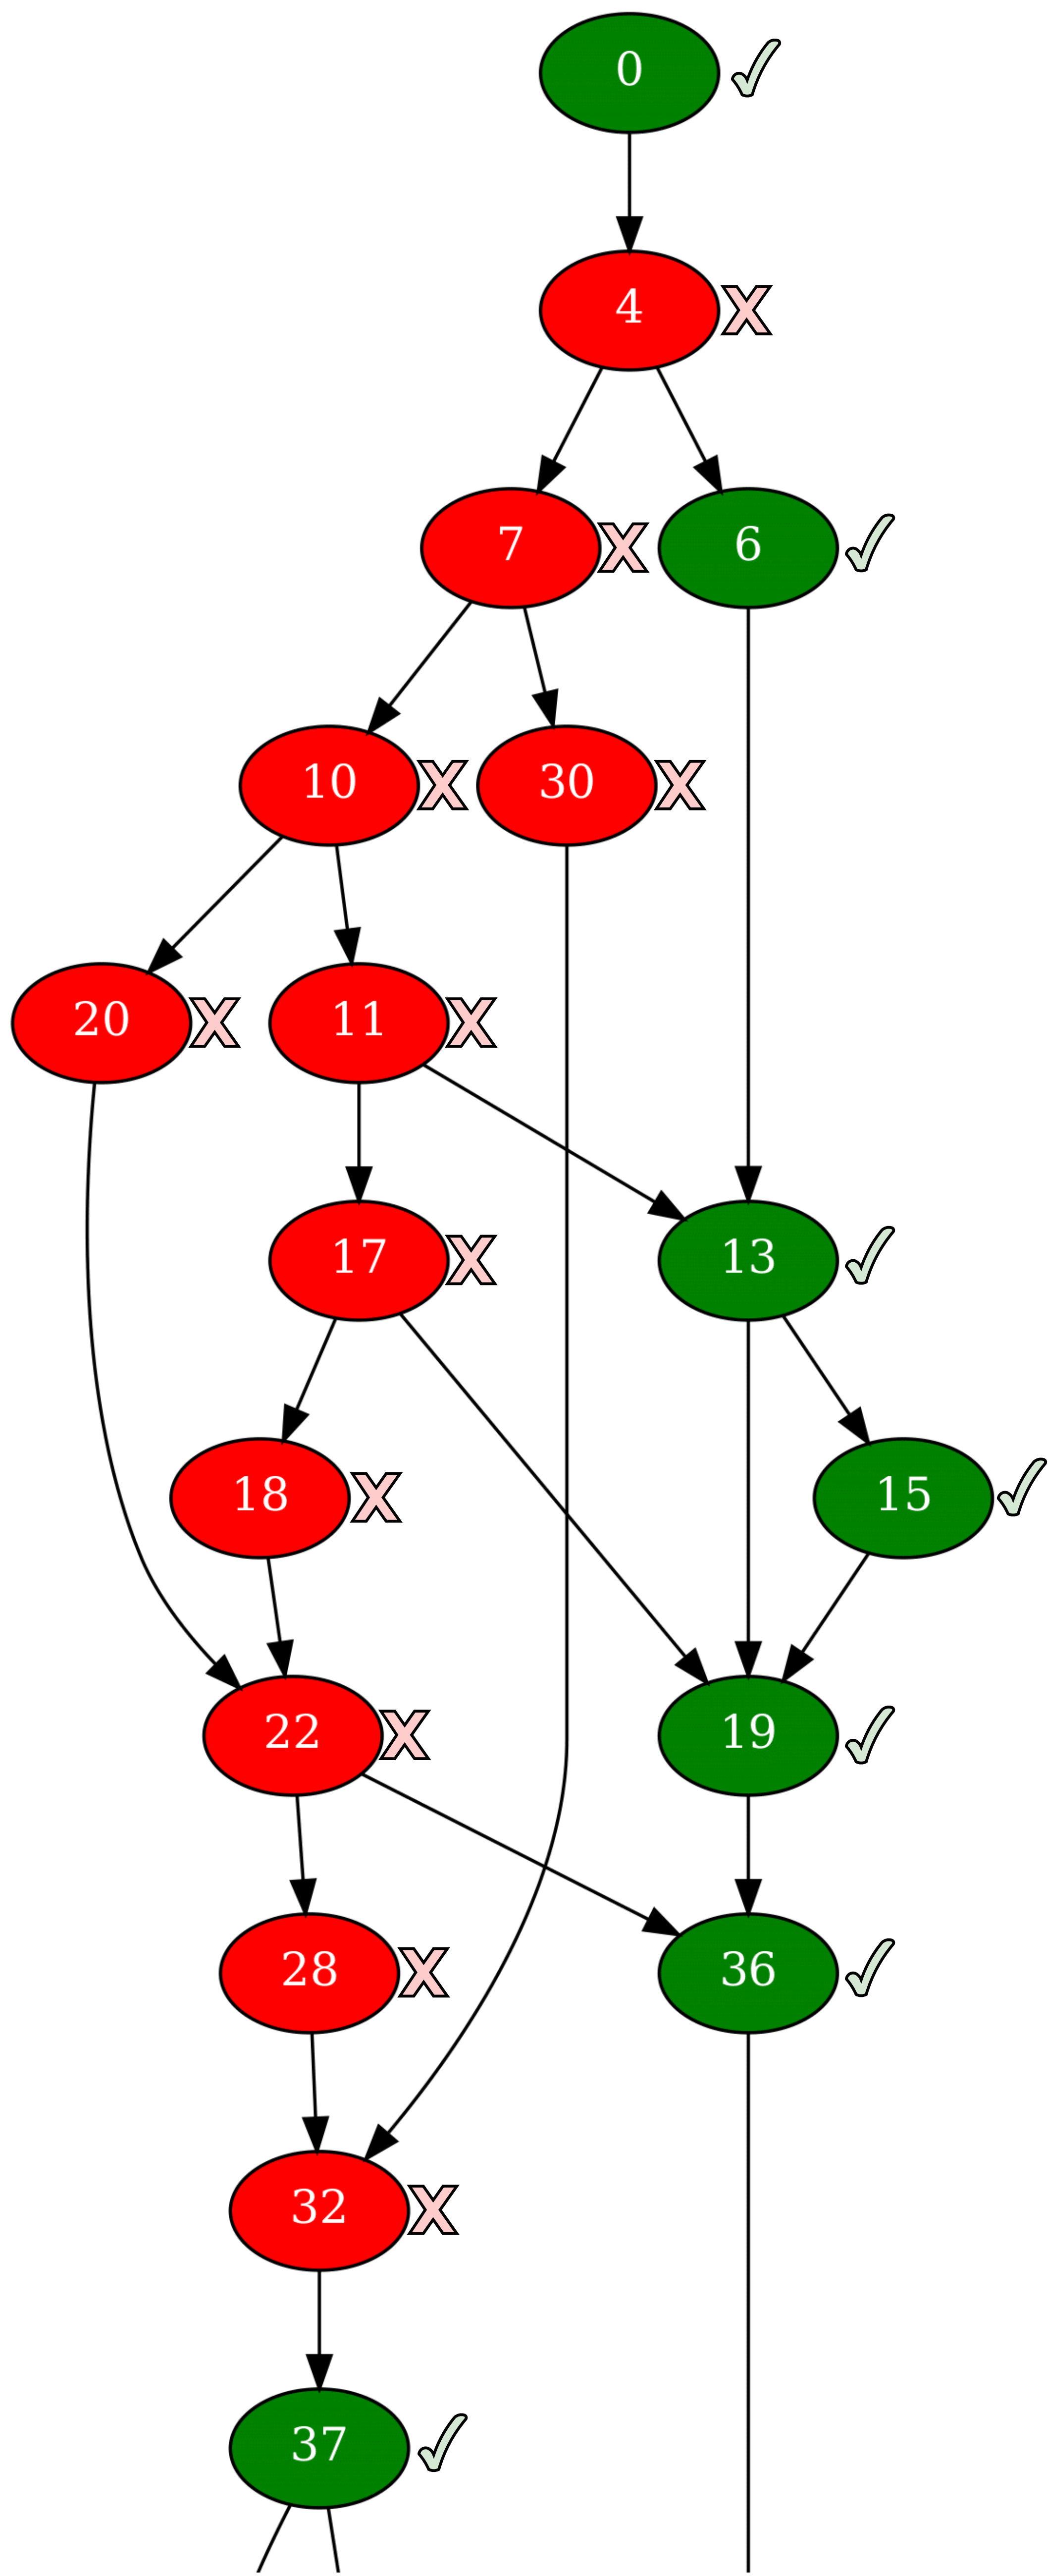 0 ✓
4 X
7 X
6 ✓
10 X
30 X
20 X
11 X
17 X
13 ✓
18 X
15 ✓
22 X
19 ✓
28 X
36 ✓
32 X
37 ✓